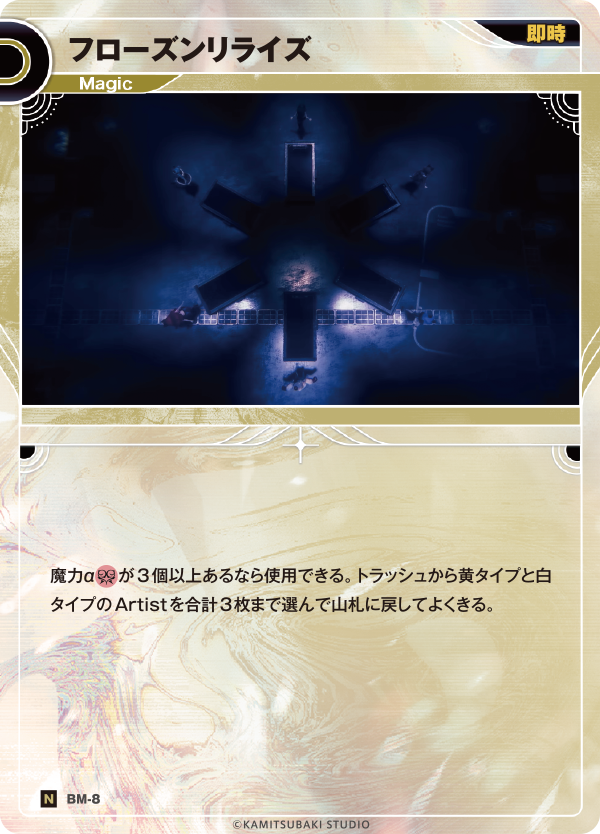 フローズンリライズ
即時
Magic
魔力αが3個以上あるなら使用できる。トラッシュから黄タイプと白
タイプのArtistを合計3枚まで選んで山札に戻してよくきる。
N BM-8
©KAMITSUBAKI STUDIO